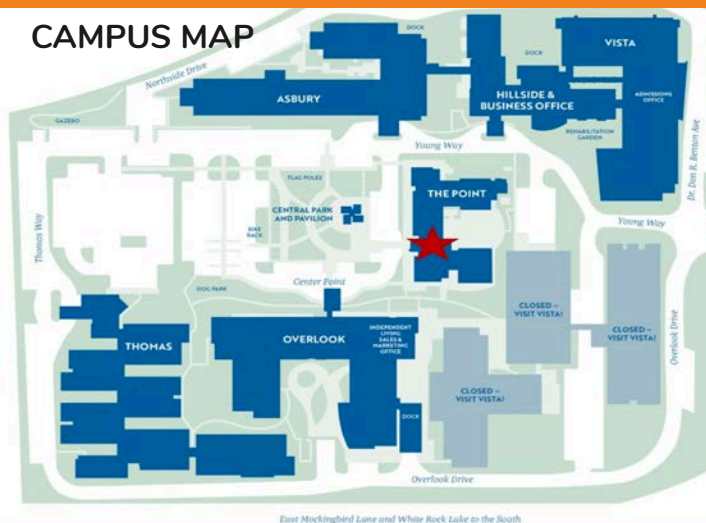 CAMPUS MAP
DOCK
VISTA
Northside Drive
DOCK
ASBURY
HILLSIDE &
BUSINESS OFFICE
ADMISSIONS
OFFICE
GAZEBO
REHABILITATION
GARDEN
Young Way
Dr. Don R. Benton Ave
FLAG POLES
THE POINT
CENTRAL PARK
AND PAVILION
Young Way
BIKE
RACK
Thomas Way
Center Point
DOG PARK
CLOSED –
VISIT VISTA!
CLOSED –
VISIT VISTA!
Overlook Drive
THOMAS
OVERLOOK
INDEPENDENT
LIVING
SALES &
MARKETING
OFFICE
CLOSED –
VISIT VISTA!
DOCK
Overlook Drive
East Mockingbird Lane and White Rock Lake to the South